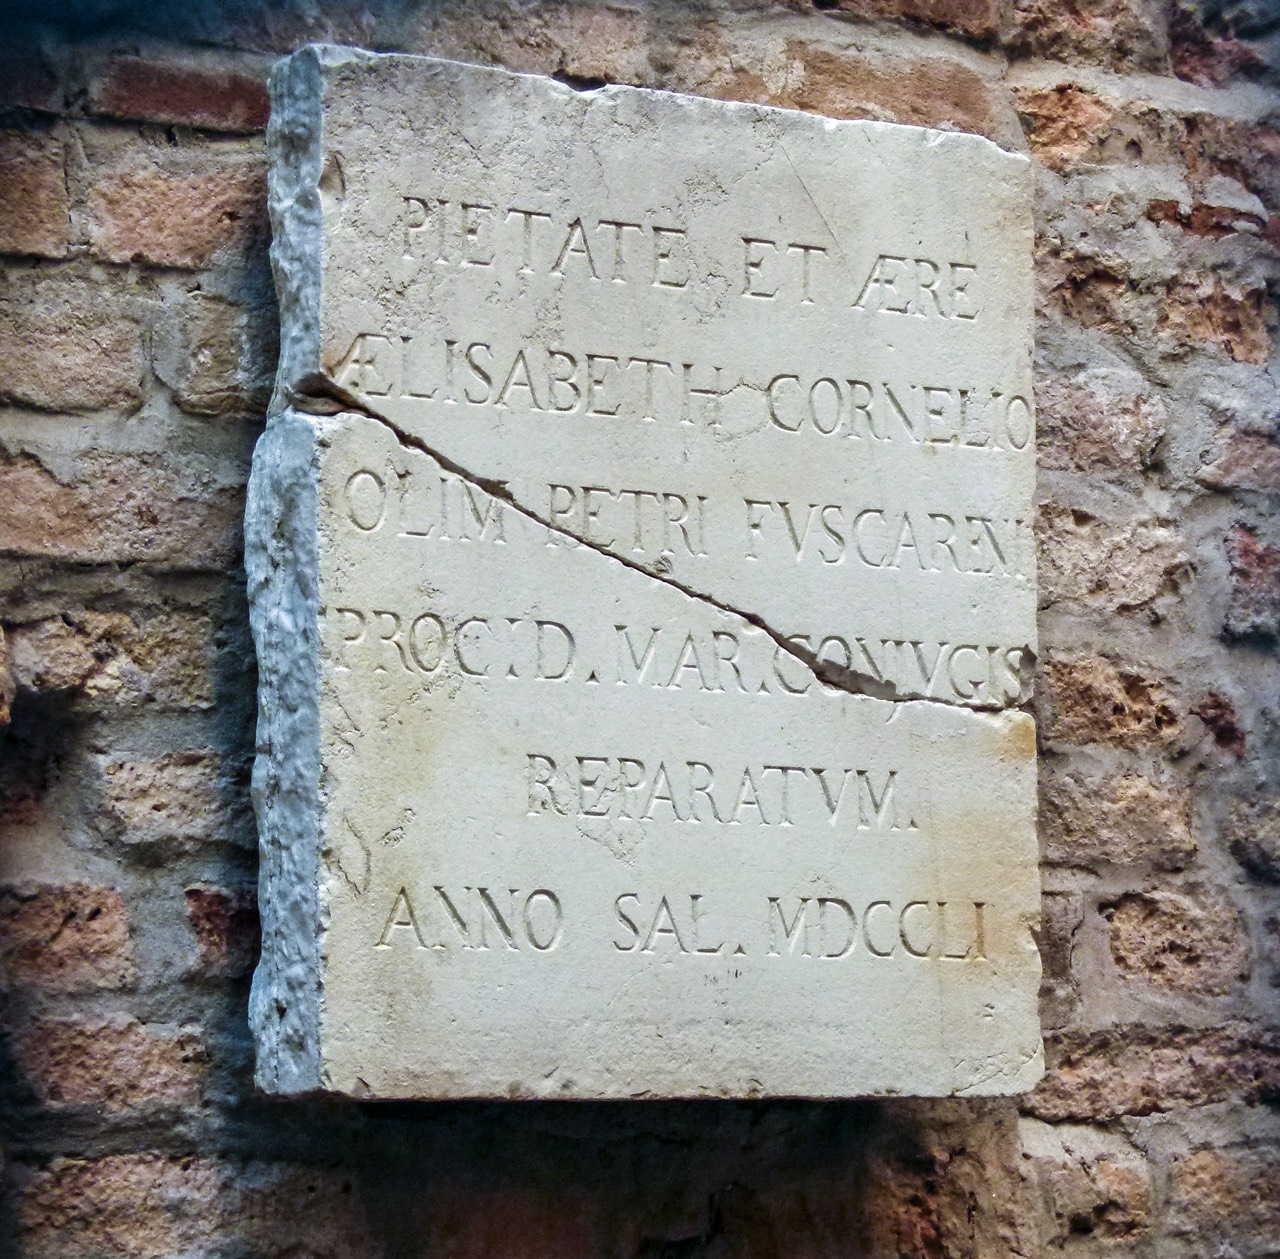 PIETATE ET ÆRE
ÆLISABETH CORNELIO
OLIM PETRI FVSCARENI
PROC.D.MAR.CONIVGIS
REPARATVM.
ANNO SAL. MDCCLI